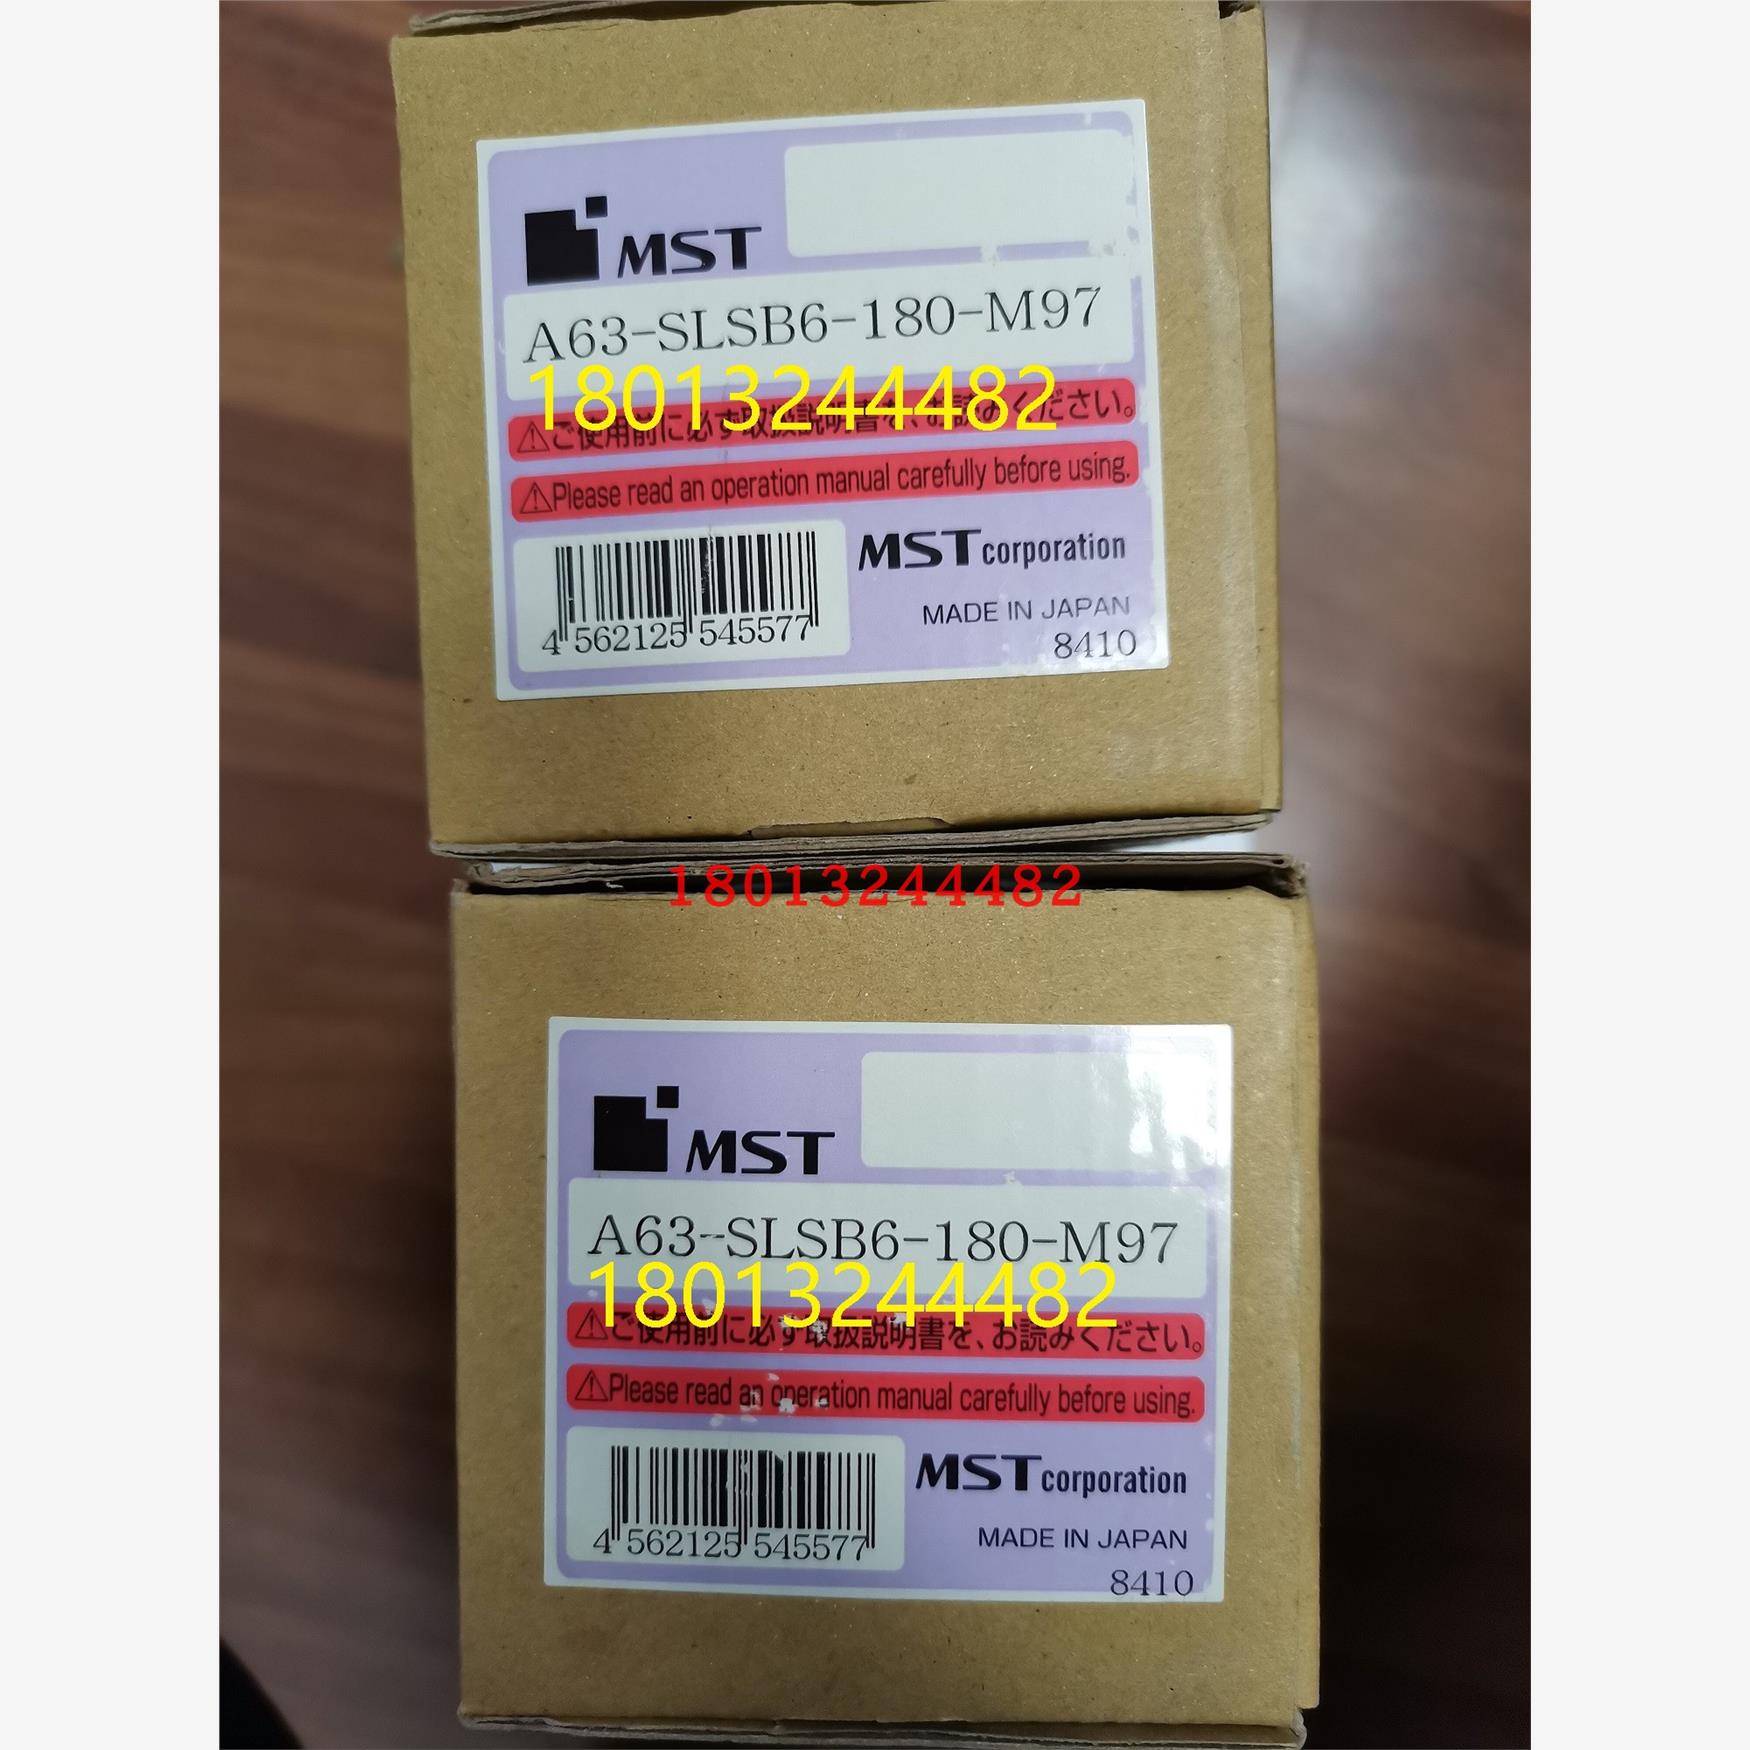 MST
A63-SLSB6-180-M97
18013244482
⚠ご使用前に必ず取扱説明書を、お読みください。
⚠Please read an operation manual carefully before using.
MST corporation
4 562125 545577
MADE IN JAPAN
8410
18013244482
MST
A63-SLSB6-180-M97
18013244482
⚠ご使用前に必ず取扱説明書を、お読みください。
⚠Please read an operation manual carefully before using.
MST corporation
4 562125 545577
MADE IN JAPAN
8410